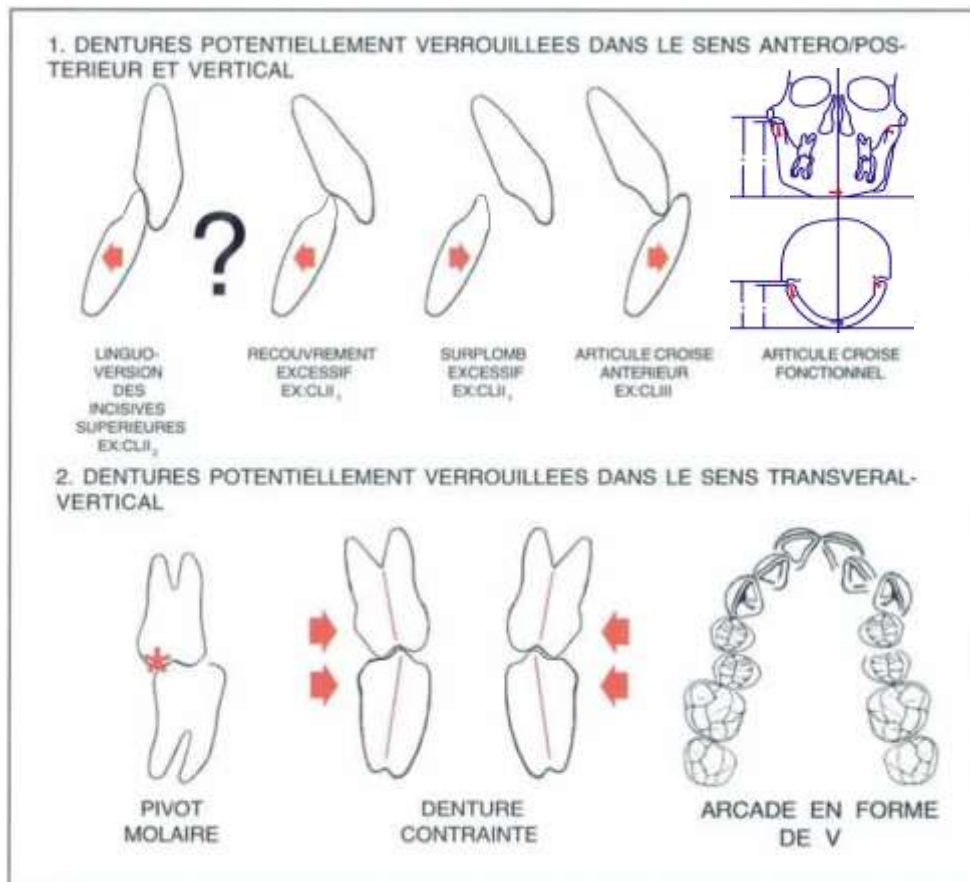 1. DENTURES POTENTIELLEMENT VERROUILLEES DANS LE SENS ANTERO/POS-
TERIEUR ET VERTICAL
?
LINGUO-
VERSION
DES
INCISIVES
SUPERIEURES
EX:CLII₂
RECOUVREMENT
EXCESSIF
EX:CLII₁
SURPLOMB
EXCESSIF
EX:CLII₁
ARTICULE CROISE
ANTERIEUR
EX:CLIII
ARTICULE CROISE
FONCTIONNEL
2. DENTURES POTENTIELLEMENT VERROUILLEES DANS LE SENS TRANSVERAL-
VERTICAL
PIVOT
MOLAIRE
DENTURE
CONTRAINTE
ARCADE EN FORME
DE V